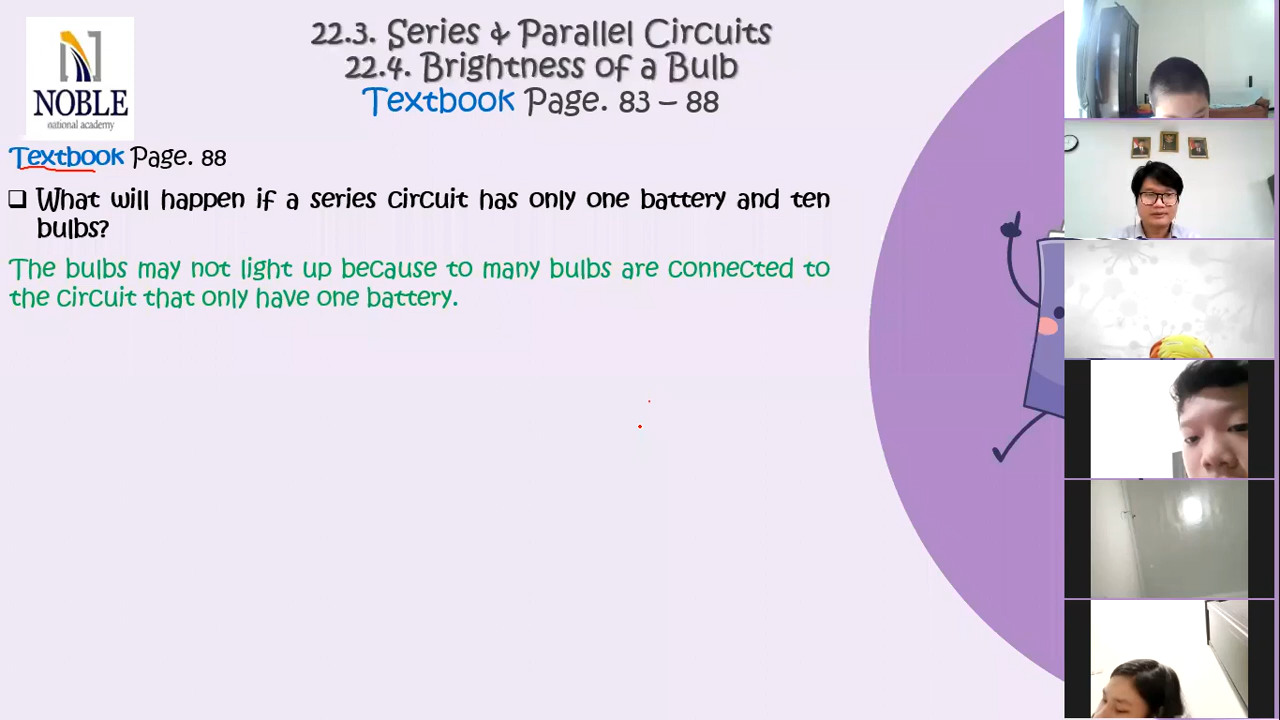 22.3. Series & Parallel Circuits
22.4. Brightness of a Bulb
Textbook Page. 83 – 88
NOBLE
national academy
Textbook Page. 88
What will happen if a series circuit has only one battery and ten
bulbs?
The bulbs may not light up because to many bulbs are connected to
the circuit that only have one battery.